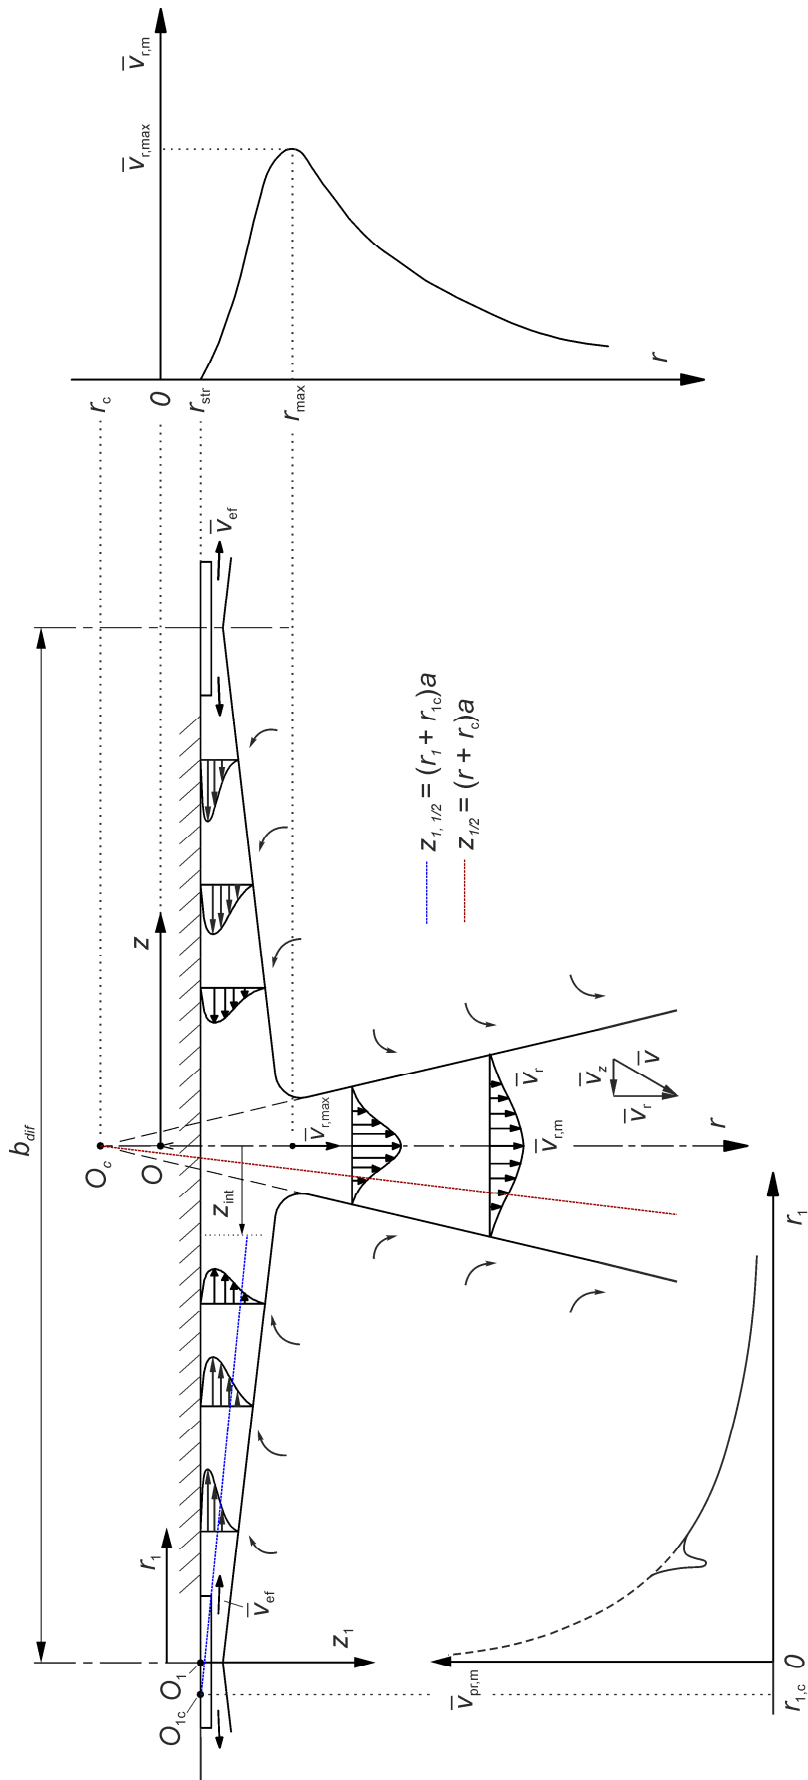 b_dif
O_c
O
z
z_int
r_1
O_1
O_1c
v̄_ef
z_1
v̄_ef
r_c
0
r_str
r_max
v̄_r,max
v̄_r,m
r
z_1, 1/2 = (r_1 + r_1c)a
z_1/2 = (r + r_c)a
v̄_r,max
v̄_r
v̄_r,m
v̄_z
v̄_r
v̄
r
v̄_pr,m
r_1,c
0
r_1